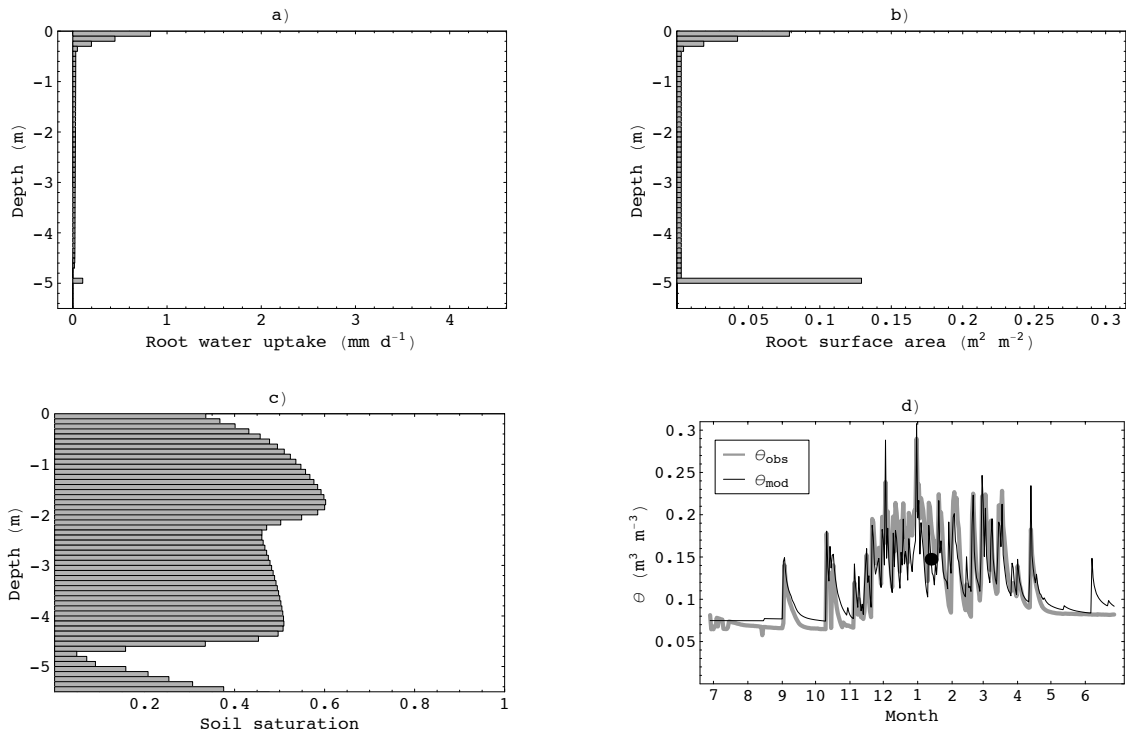 a)
0
-1
-2
-3
-4
-5
Depth (m)
0 1 2 3 4
Root water uptake (mm d⁻¹)
b)
0
-1
-2
-3
-4
-5
Depth (m)
0.05 0.1 0.15 0.2 0.25 0.3
Root surface area (m² m⁻²)
c)
0
-1
-2
-3
-4
-5
Depth (m)
0.2 0.4 0.6 0.8 1
Soil saturation
d)
0.3
0.25
0.2
0.15
0.1
0.05
θ (m³ m⁻³)
θobs
θmod
7 8 9 10 11 12 1 2 3 4 5 6
Month